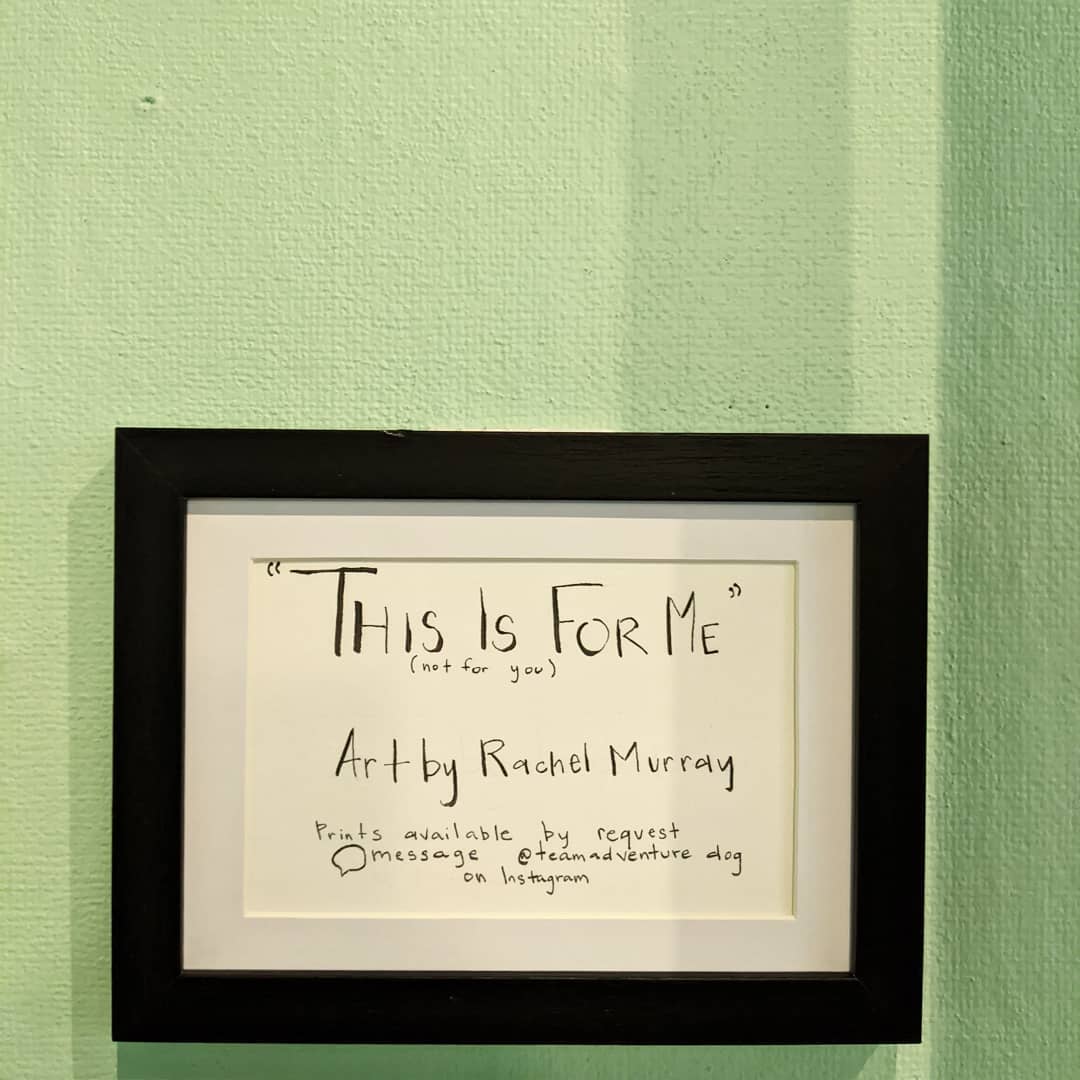 "THIS IS FOR ME"
(not for you)
Art by Rachel Murray
Prints available by request
message @teamadventure dog
on Instagram